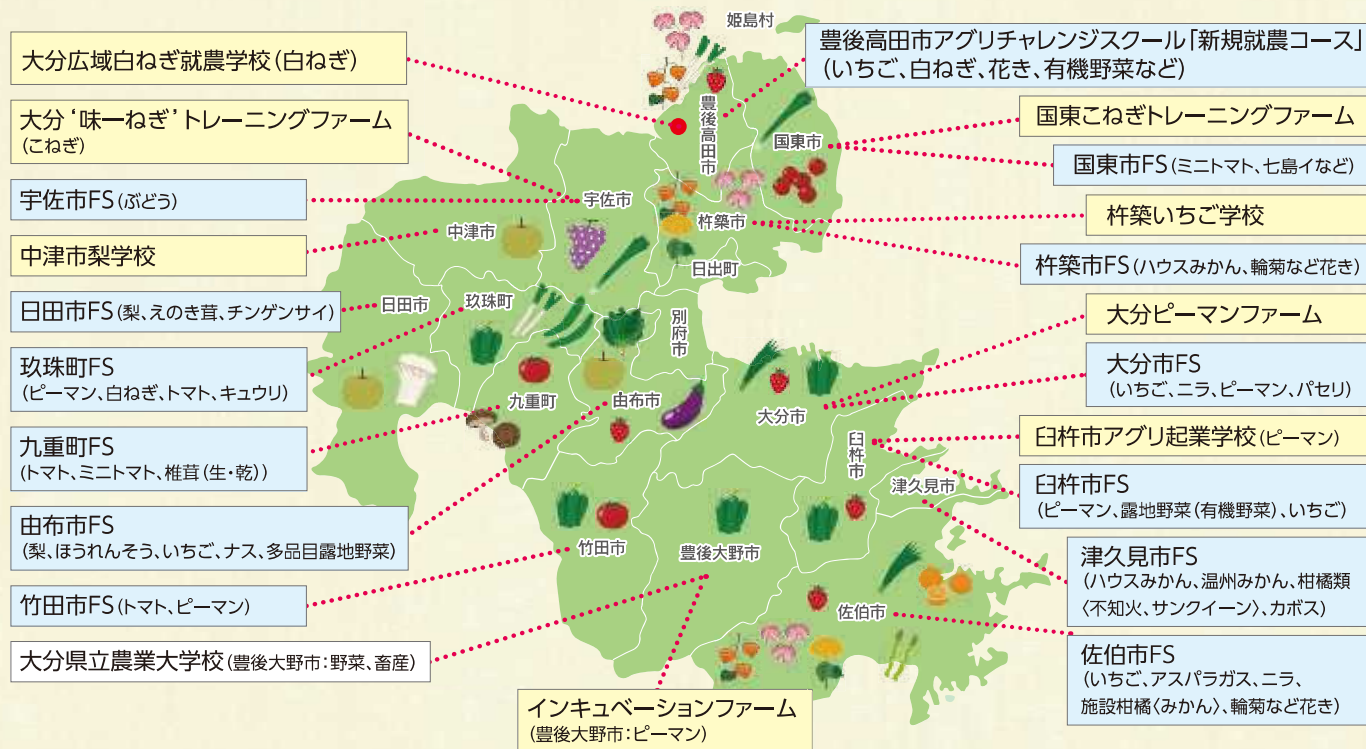 大分広域白ねぎ就農学校(白ねぎ)
大分‘味一ねぎ’トレーニングファーム
(こねぎ)
宇佐市FS(ぶどう)
中津市梨学校
日田市FS(梨、えのき茸、チンゲンサイ)
玖珠町FS
(ピーマン、白ねぎ、トマト、キュウリ)
九重町FS
(トマト、ミニトマト、椎茸(生・乾))
由布市FS
(梨、ほうれんそう、いちご、ナス、多品目露地野菜)
竹田市FS(トマト、ピーマン)
大分県立農業大学校(豊後大野市:野菜、畜産)
インキュベーションファーム
(豊後大野市:ピーマン)
姫島村
豊後高田市
国東市
宇佐市
杵築市
中津市
日出町
日田市
玖珠町
別府市
九重町
由布市
大分市
臼杵市
津久見市
竹田市
豊後大野市
佐伯市
豊後高田市アグリチャレンジスクール「新規就農コース」
(いちご、白ねぎ、花き、有機野菜など)
国東こねぎトレーニングファーム
国東市FS(ミニトマト、七島イなど)
杵築いちご学校
杵築市FS(ハウスみかん、輪菊など花き)
大分ピーマンファーム
大分市FS
(いちご、ニラ、ピーマン、パセリ)
臼杵市アグリ起業学校(ピーマン)
臼杵市FS
(ピーマン、露地野菜(有機野菜)、いちご)
津久見市FS
(ハウスみかん、温州みかん、柑橘類
〈不知火、サンクイーン〉、カボス)
佐伯市FS
(いちご、アスパラガス、ニラ、
施設柑橘〈みかん〉、輪菊など花き)